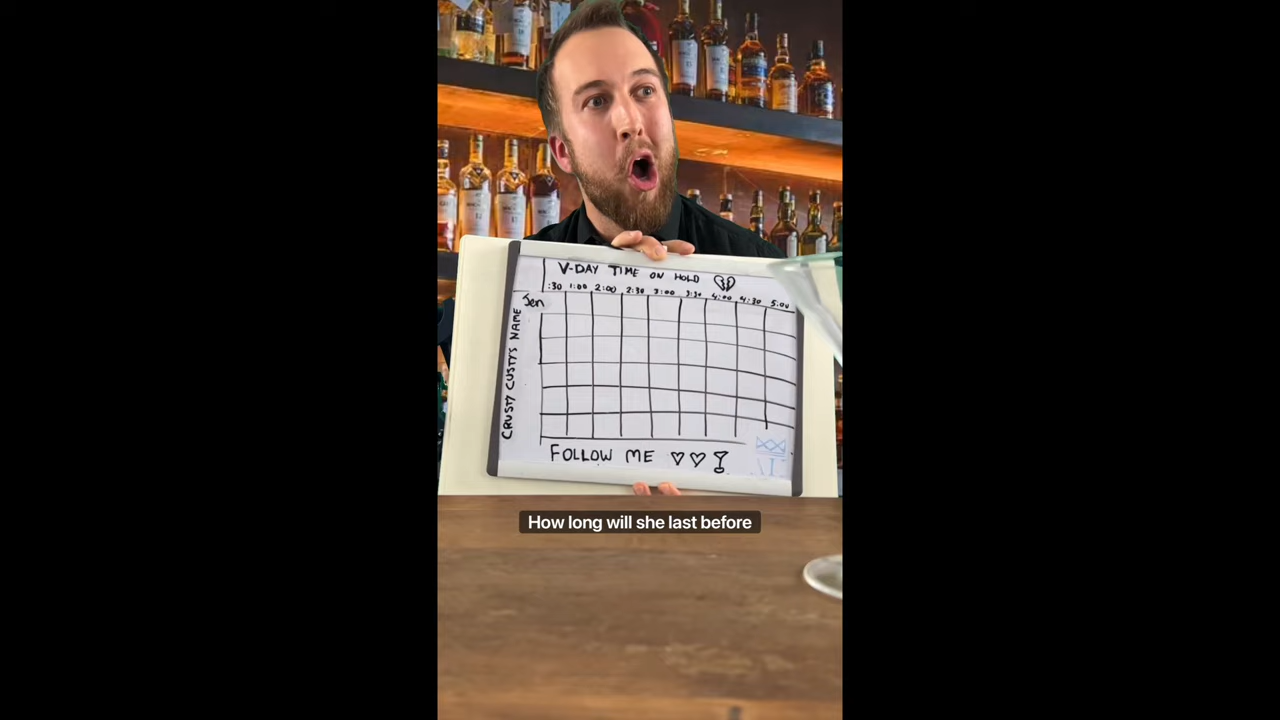 V-DAY TIME ON HOLD
:30 1:00 2:00 2:30 3:00 3:30 4:00 4:30 5:00
Jen
CRUSTY CUSTY'S NAME
FOLLOW ME
How long will she last before